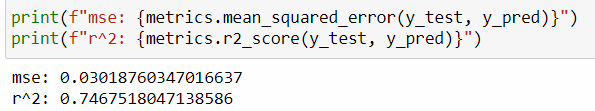 print(f"mse: {metrics.mean_squared_error(y_test, y_pred)}")
print(f"r^2: {metrics.r2_score(y_test, y_pred)}")
mse: 0.03018760347016637
r^2: 0.7467518047138586